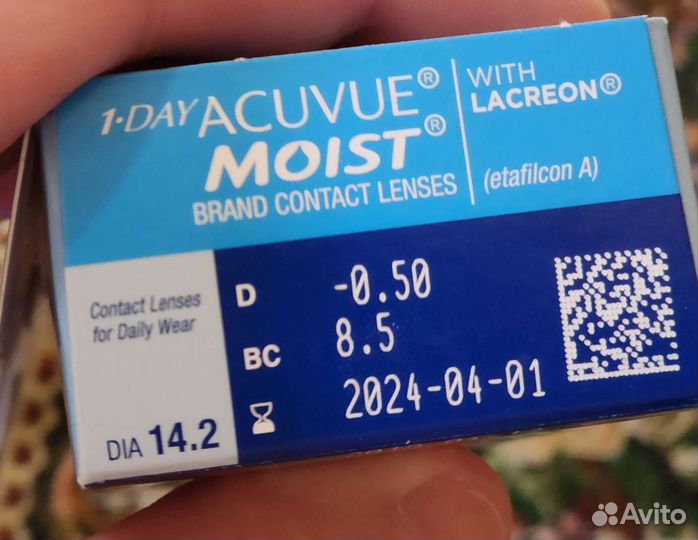 1·DAY ACUVUE®
MOIST®
BRAND CONTACT LENSES
WITH
LACREON®
(etafilcon A)
Contact Lenses
for Daily Wear
DIA 14.2
D -0.50
BC 8.5
2024-04-01
Avito